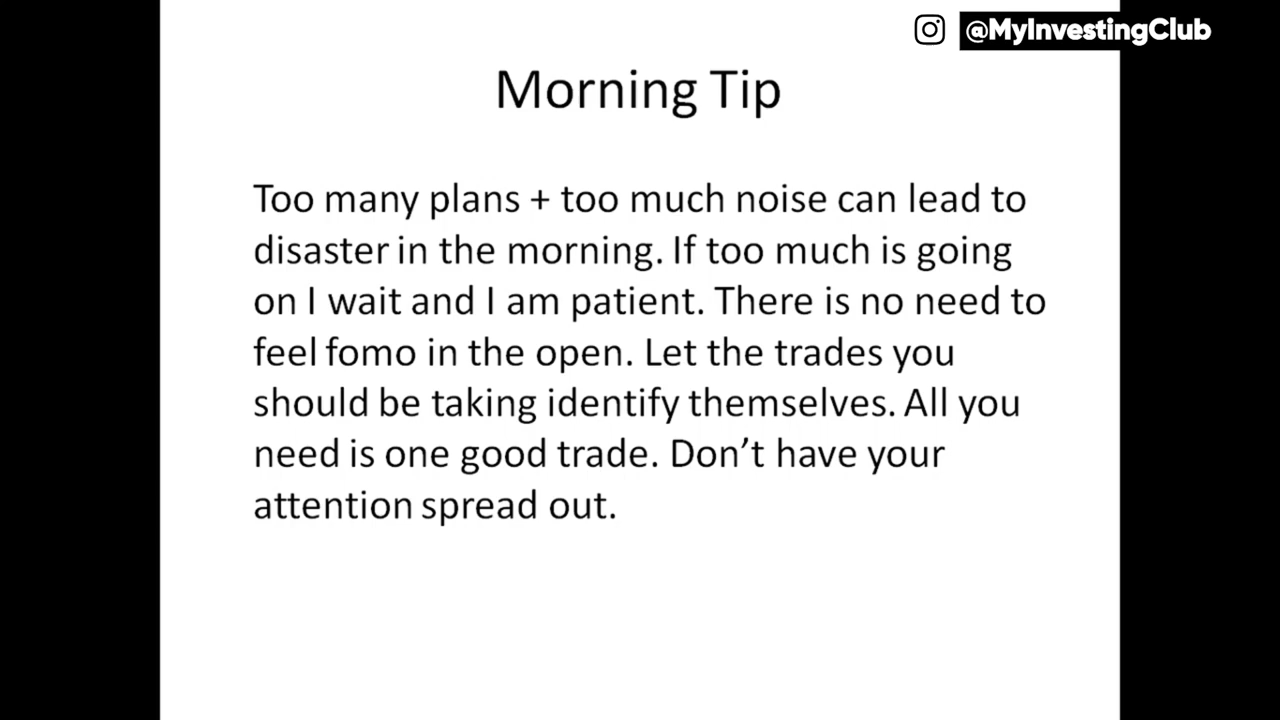 @MyInvestingClub
Morning Tip
Too many plans + too much noise can lead to
disaster in the morning. If too much is going
on I wait and I am patient. There is no need to
feel fomo in the open. Let the trades you
should be taking identify themselves. All you
need is one good trade. Don’t have your
attention spread out.